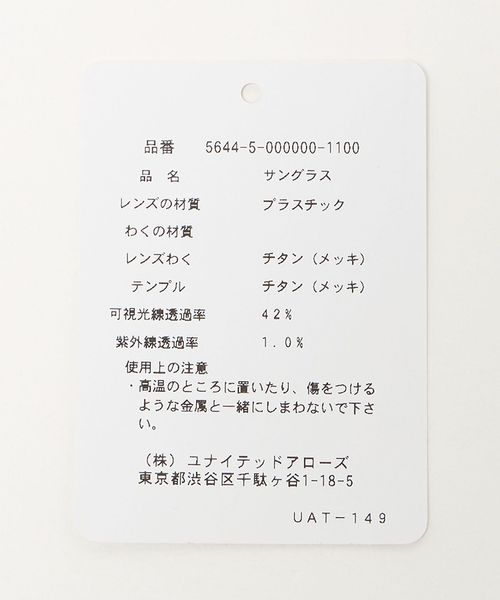 品番 5644-5-000000-1100
品 名 サングラス
レンズの材質 プラスチック
わくの材質
レンズわく チタン（メッキ）
テンプル チタン（メッキ）
可視光線透過率 42%
紫外線透過率 1.0%
使用上の注意
・高温のところに置いたり、傷をつける
ような金属と一緒にしまわないで下さ
い。
（株） ユナイテッドアローズ
東京都渋谷区千駄ヶ谷1-18-5
UAT-149